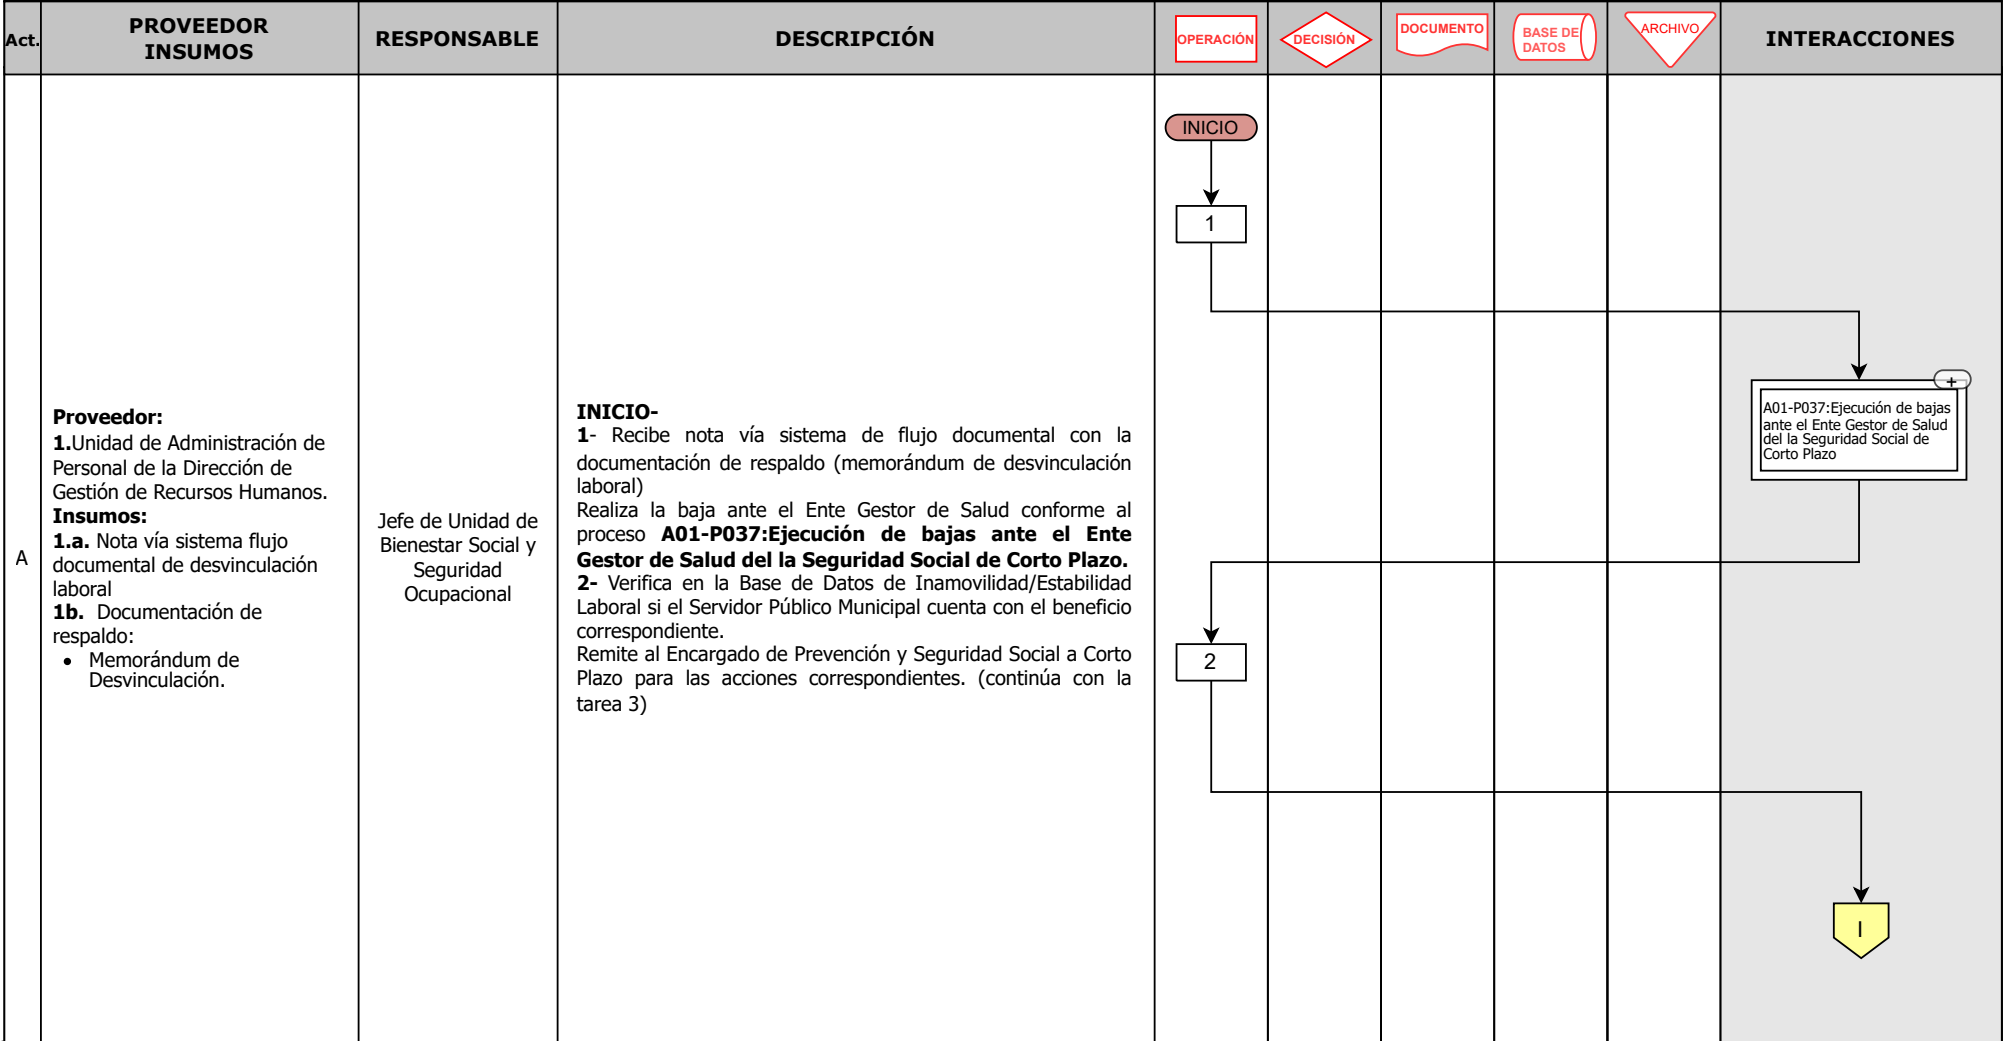 Act.
PROVEEDOR
INSUMOS
RESPONSABLE
DESCRIPCIÓN
OPERACIÓN
DECISIÓN
DOCUMENTO
BASE DE
DATOS
ARCHIVO
INTERACCIONES
A
Proveedor:
1.Unidad de Administración de
Personal de la Dirección de
Gestión de Recursos Humanos.
Insumos:
1.a. Nota vía sistema flujo
documental de desvinculación
laboral
1b. Documentación de
respaldo:
• Memorándum de
Desvinculación.
Jefe de Unidad de
Bienestar Social y
Seguridad
Ocupacional
INICIO-
1- Recibe nota vía sistema de flujo documental con la
documentación de respaldo (memorándum de desvinculación
laboral)
Realiza la baja ante el Ente Gestor de Salud conforme al
proceso A01-P037:Ejecución de bajas ante el Ente
Gestor de Salud del la Seguridad Social de Corto Plazo.
2- Verifica en la Base de Datos de Inamovilidad/Estabilidad
Laboral si el Servidor Público Municipal cuenta con el beneficio
correspondiente.
Remite al Encargado de Prevención y Seguridad Social a Corto
Plazo para las acciones correspondientes. (continúa con la
tarea 3)
INICIO
1
+
A01-P037:Ejecución de bajas
ante el Ente Gestor de Salud
del la Seguridad Social de
Corto Plazo
2
I